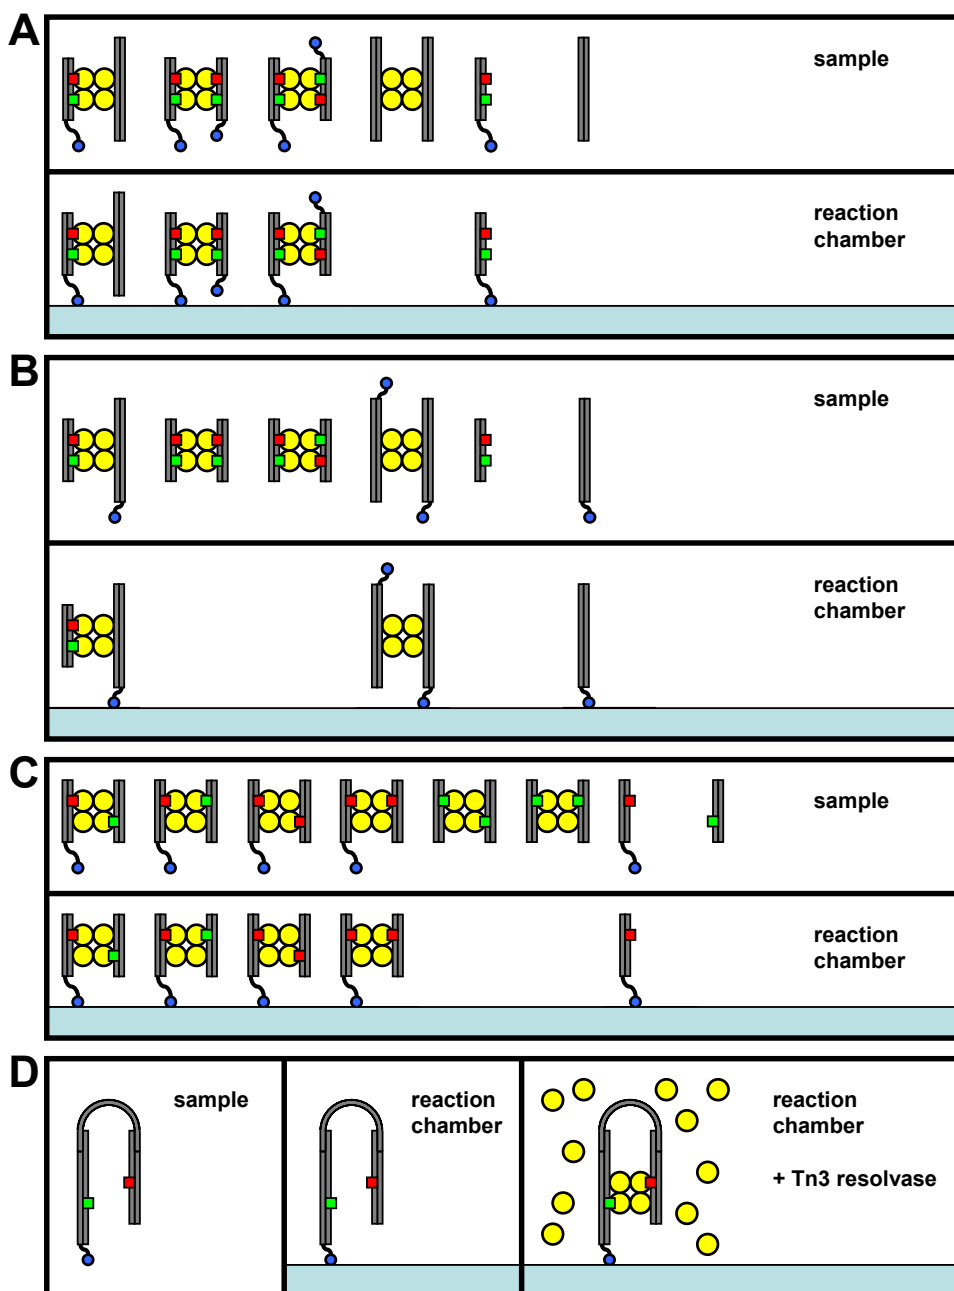 A
sample
reaction
chamber
B
sample
reaction
chamber
C
sample
reaction
chamber
D
sample
reaction
chamber
reaction
chamber
+ Tn3 resolvase